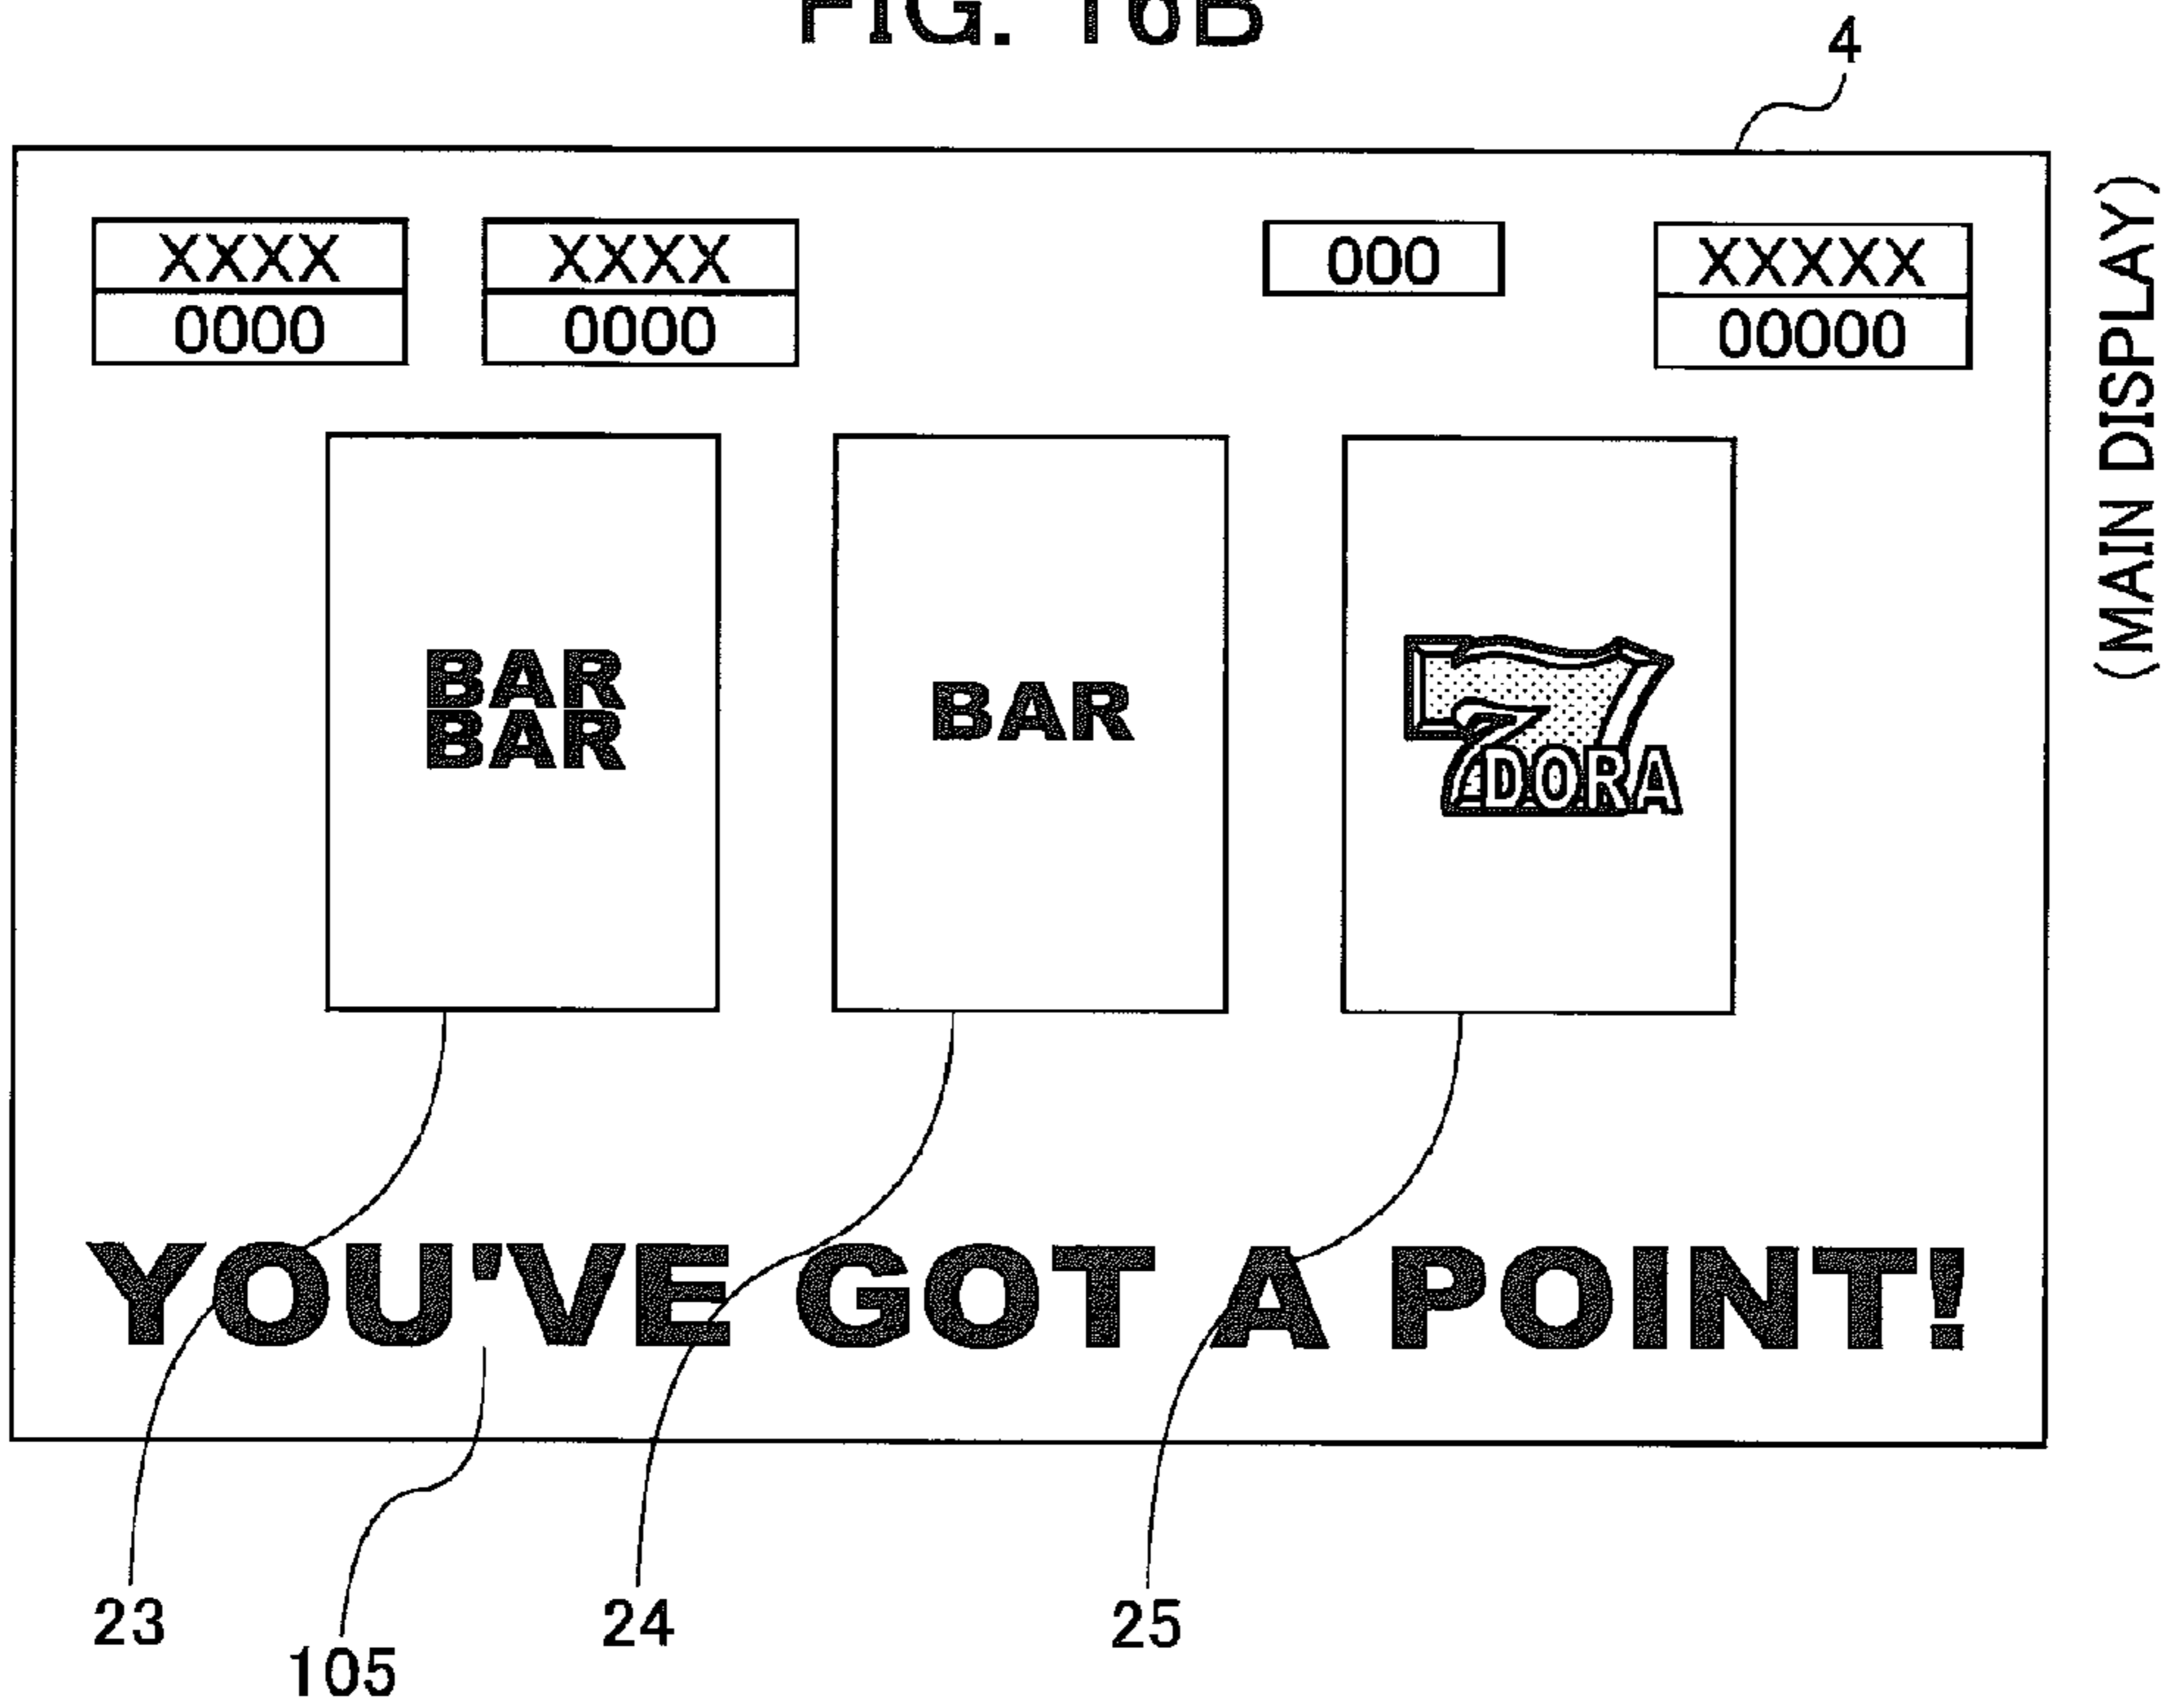 FIG. 16B
4
(MAIN DISPLAY)
XXXX XXXX 000 XXXXX
0000 0000 00000
BAR
BAR
BAR
7
DORA
YOU'VE GOT A POINT!
23
105
24
25